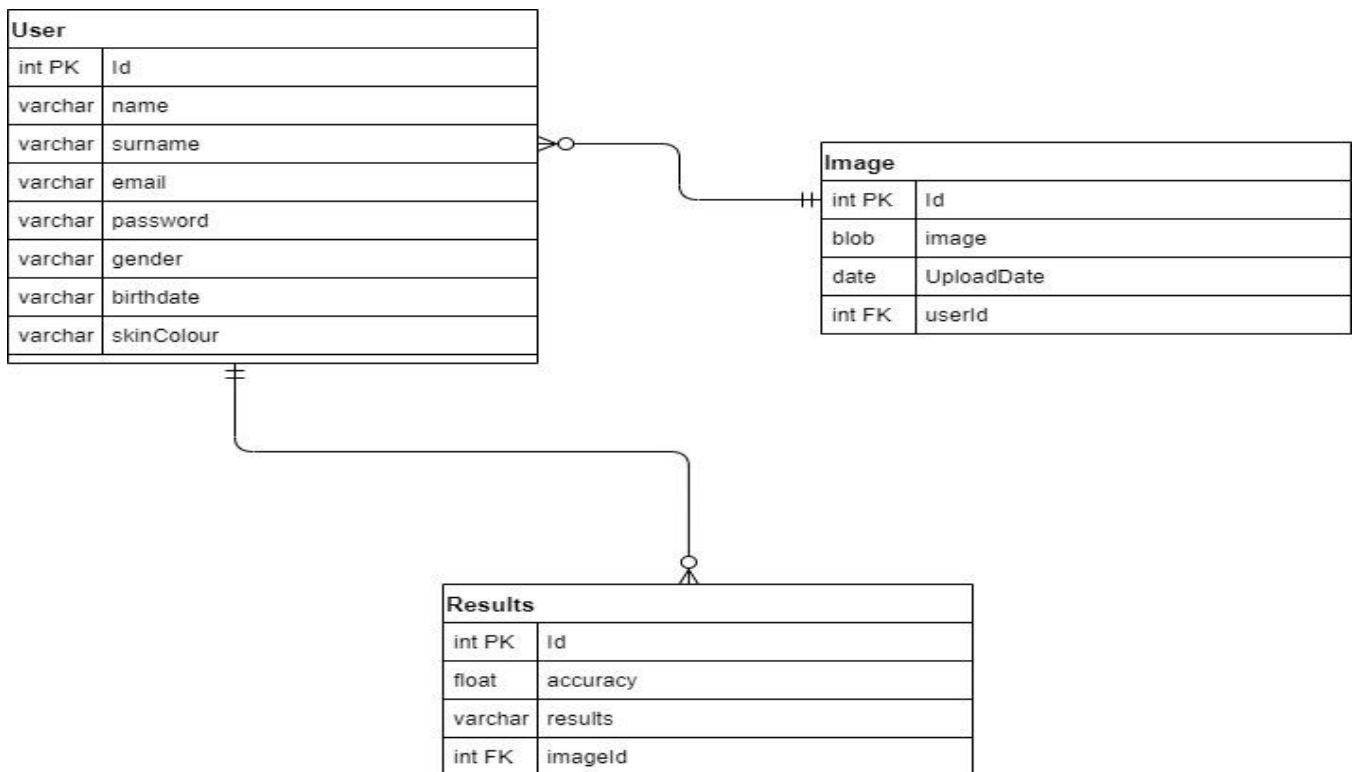 User
int PK Id
varchar name
varchar surname
varchar email
varchar password
varchar gender
varchar birthdate
varchar skinColour
Image
int PK Id
blob image
date UploadDate
int FK userId
Results
int PK Id
float accuracy
varchar results
int FK imageId